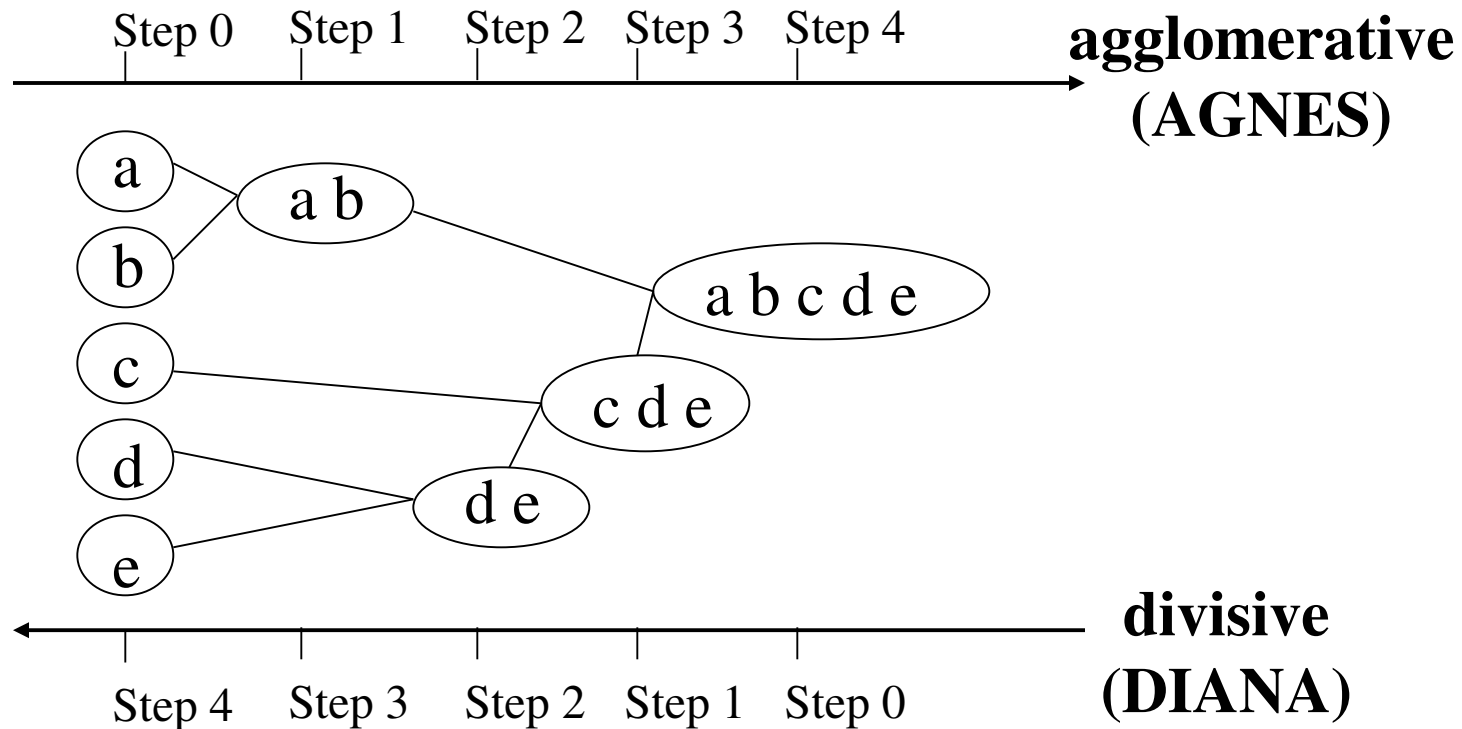 Step 0 Step 1 Step 2 Step 3 Step 4
agglomerative
(AGNES)
a
a b
b
a b c d e
c
c d e
d
d e
e
divisive
(DIANA)
Step 4 Step 3 Step 2 Step 1 Step 0